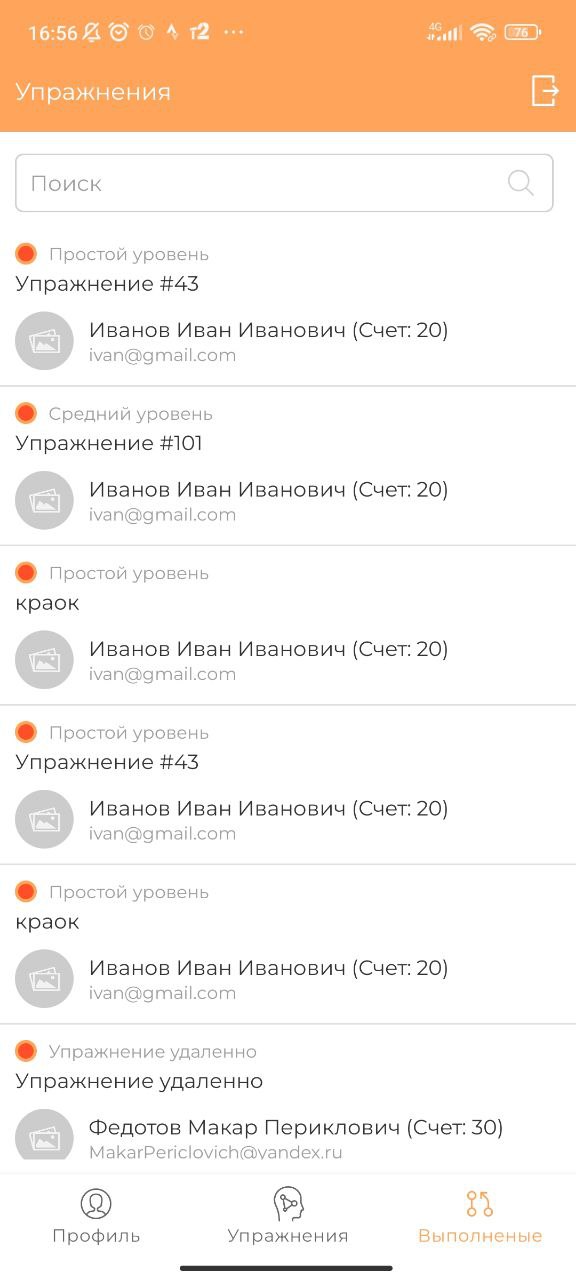 16:56 т2 ... 4G 76
Упражнения
Поиск
Простой уровень
Упражнение #43
Иванов Иван Иванович (Счет: 20)
ivan@gmail.com
Средний уровень
Упражнение #101
Иванов Иван Иванович (Счет: 20)
ivan@gmail.com
Простой уровень
краок
Иванов Иван Иванович (Счет: 20)
ivan@gmail.com
Простой уровень
Упражнение #43
Иванов Иван Иванович (Счет: 20)
ivan@gmail.com
Простой уровень
краок
Иванов Иван Иванович (Счет: 20)
ivan@gmail.com
Упражнение удаленно
Упражнение удаленно
Федотов Макар Периклович (Счет: 30)
MakarPericlovich@yandex.ru
Профиль Упражнения Выполненые